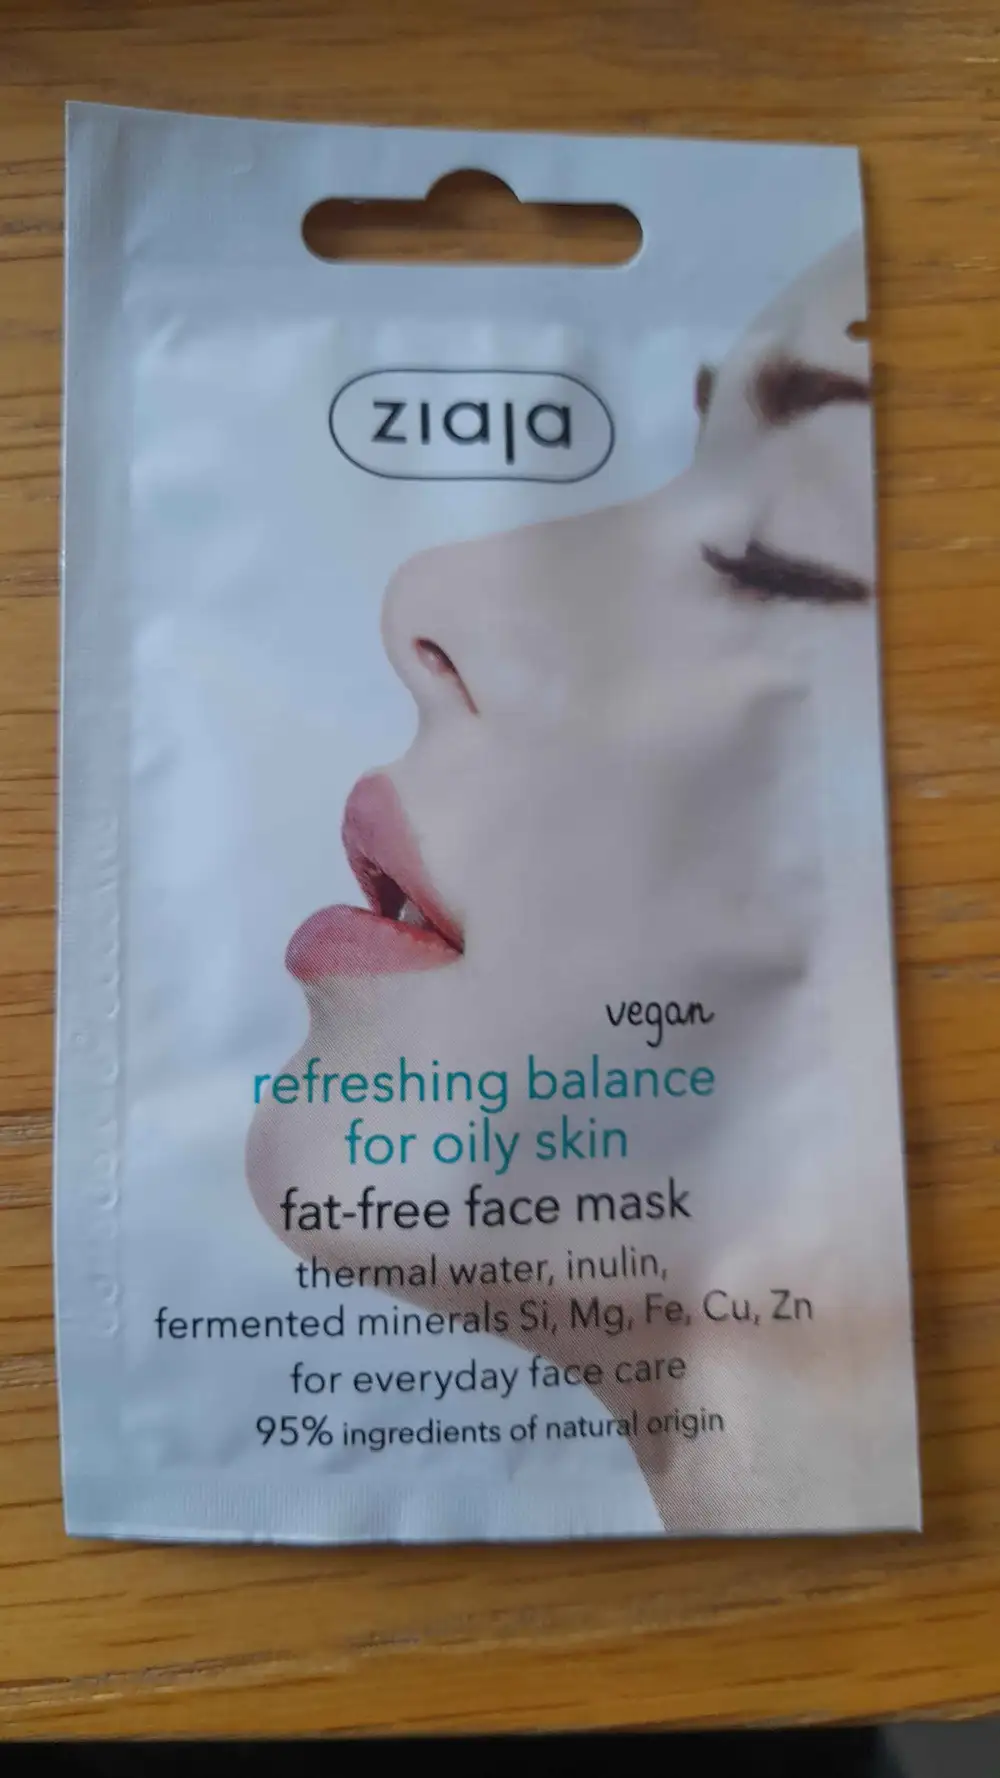 ziaja
vegan
refreshing balance
for oily skin
fat-free face mask
thermal water, inulin,
fermented minerals Si, Mg, Fe, Cu, Zn
for everyday face care
95% ingredients of natural origin